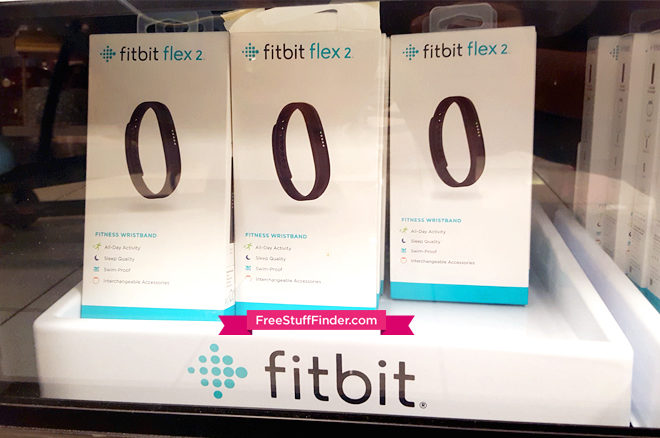 fitbit flex 2
FITNESS WRISTBAND
All-Day Activity
Sleep Quality
Swim-Proof
Interchangeable Accessories
fitbit flex 2
FITNESS WRISTBAND
All-Day Activity
Sleep Quality
Swim-Proof
Interchangeable Accessories
fitbit flex 2
FITNESS WRISTBAND
All-Day Activity
Sleep Quality
Swim-Proof
Interchangeable Accessories
FreeStuffFinder.com
fitbit®